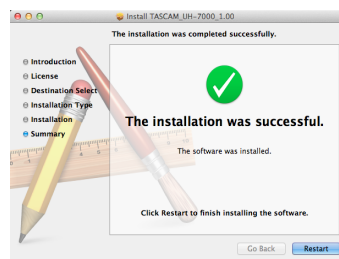 Install TASCAM_UH-7000_1.00
The installation was completed successfully.
Introduction
License
Destination Select
Installation Type
Installation
Summary
The installation was successful.
The software was installed.
Click Restart to finish installing the software.
Go Back
Restart